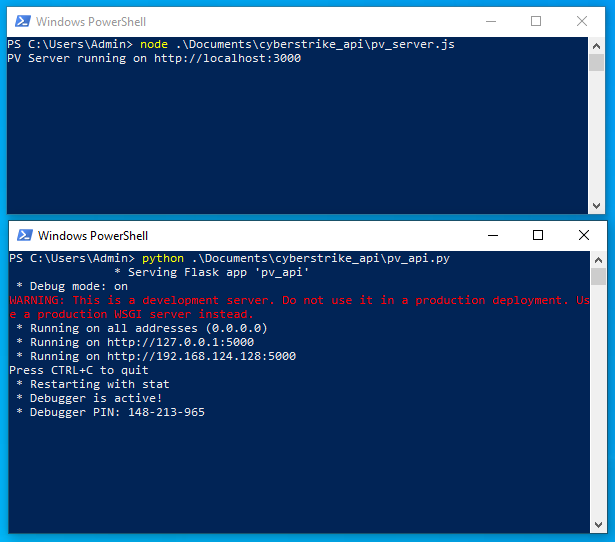 Windows PowerShell
PS C:\Users\Admin> node .\Documents\cyberstrike_api\pv_server.js
PV Server running on http://localhost:3000
Windows PowerShell
PS C:\Users\Admin> python .\Documents\cyberstrike_api\pv_api.py
* Serving Flask app 'pv_api'
* Debug mode: on
WARNING: This is a development server. Do not use it in a production deployment. Us
e a production WSGI server instead.
* Running on all addresses (0.0.0.0)
* Running on http://127.0.0.1:5000
* Running on http://192.168.124.128:5000
Press CTRL+C to quit
* Restarting with stat
* Debugger is active!
* Debugger PIN: 148-213-965